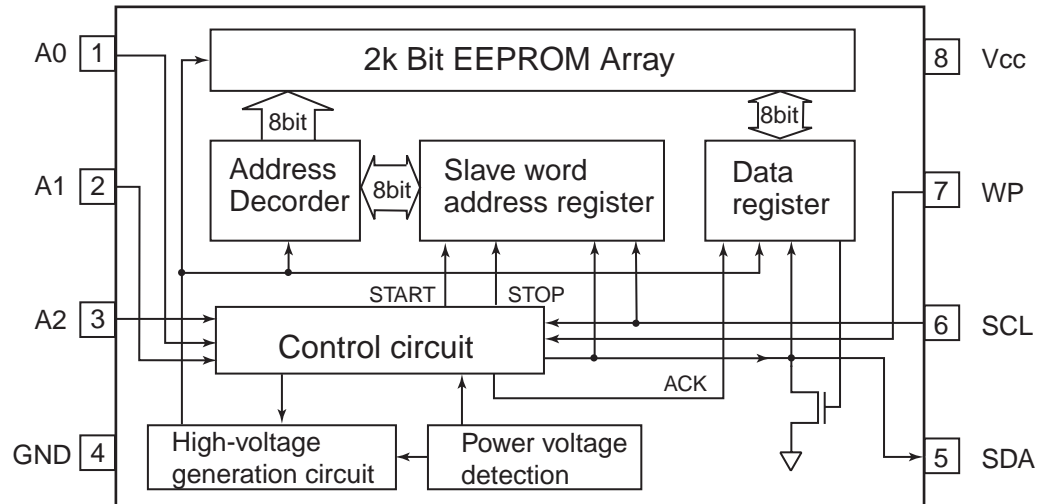 A0 1
2k Bit EEPROM Array
8 Vcc
8bit
8bit
A1 2
Address
Decorder
8bit
Slave word
address register
Data
register
7 WP
START
STOP
A2 3
Control circuit
6 SCL
ACK
GND 4
High-voltage
generation circuit
Power voltage
detection
5 SDA